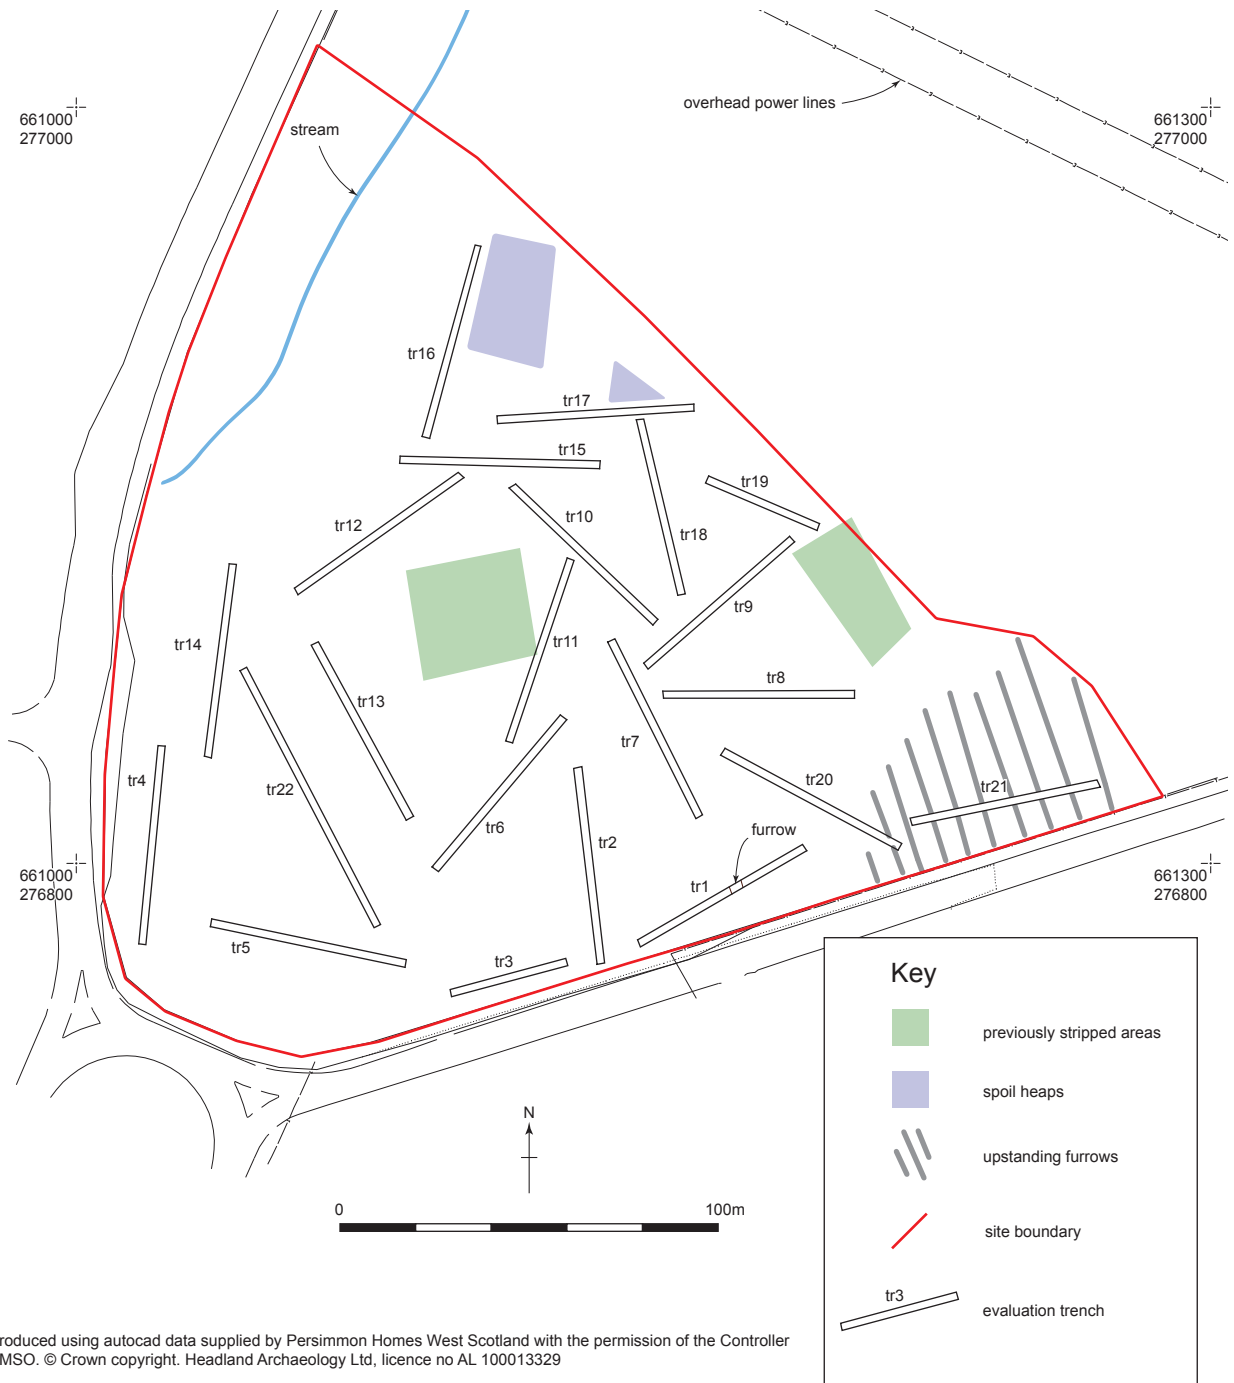 overhead power lines
661000
277000
661300
277000
stream
tr16
tr17
tr15
tr19
tr12
tr10
tr18
tr9
tr14
tr11
tr13
tr8
tr7
tr4
tr20
tr21
tr22
tr6
tr2
furrow
661000
276800
661300
276800
tr1
tr5
tr3
Key
previously stripped areas
spoil heaps
upstanding furrows
site boundary
tr3
evaluation trench
N
0
100m
roduced using autocad data supplied by Persimmon Homes West Scotland with the permission of the Controller
MSO. © Crown copyright. Headland Archaeology Ltd, licence no AL 100013329